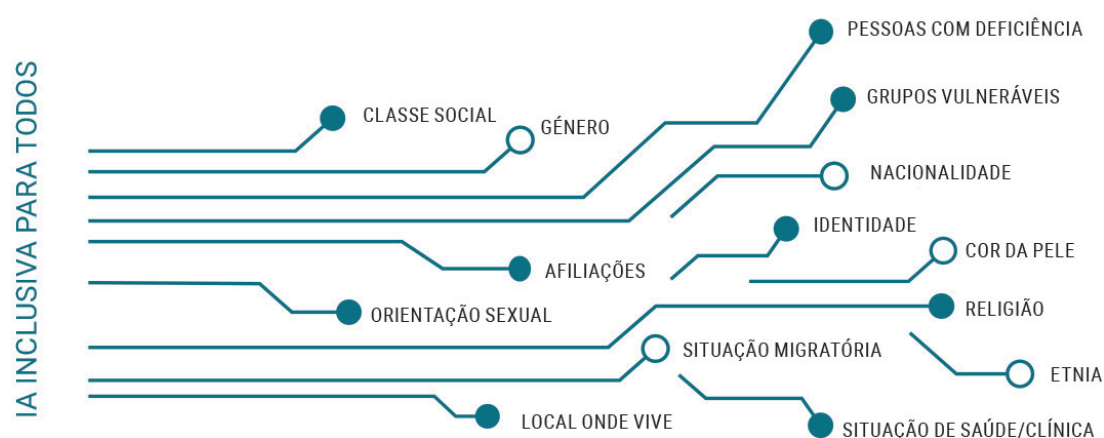 IA INCLUSIVA PARA TODOS
PESSOAS COM DEFICIÊNCIA
GRUPOS VULNERÁVEIS
CLASSE SOCIAL
GÉNERO
NACIONALIDADE
IDENTIDADE
COR DA PELE
AFILIAÇÕES
RELIGIÃO
ORIENTAÇÃO SEXUAL
SITUAÇÃO MIGRATÓRIA
ETNIA
LOCAL ONDE VIVE
SITUAÇÃO DE SAÚDE/CLÍNICA